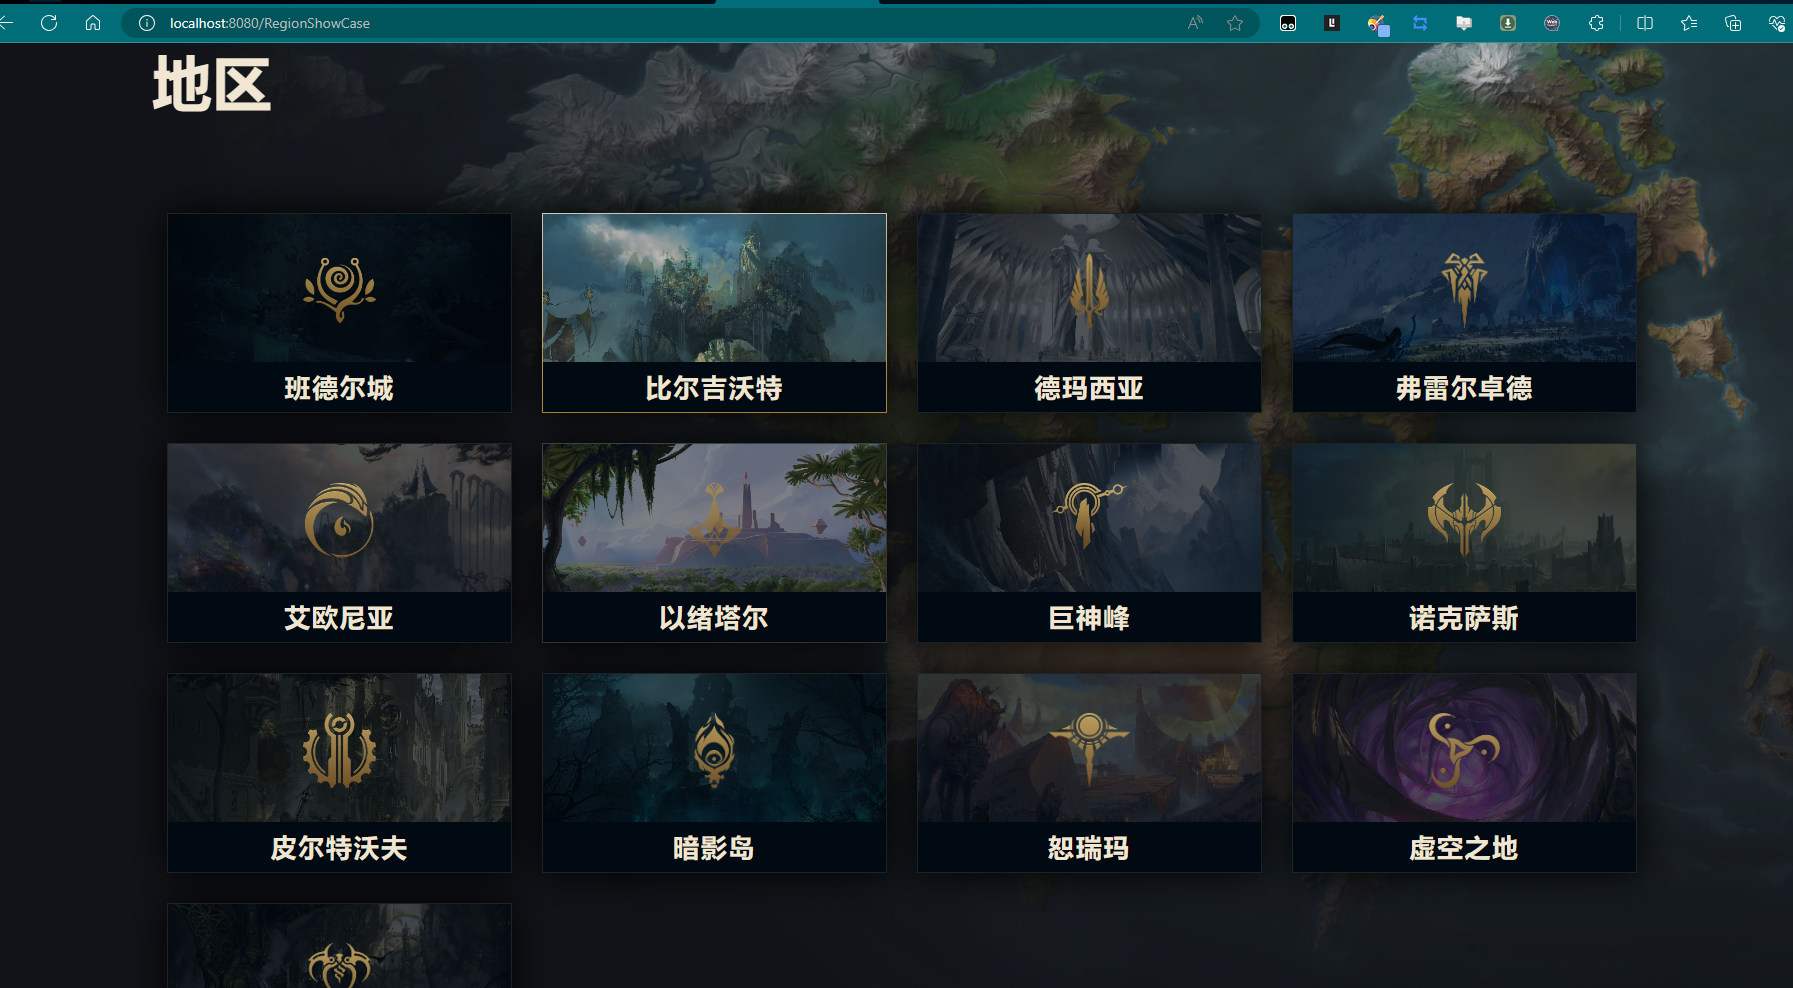 localhost:8080/RegionShowCase
地区
班德尔城
比尔吉沃特
德玛西亚
弗雷尔卓德
艾欧尼亚
以绪塔尔
巨神峰
诺克萨斯
皮尔特沃夫
暗影岛
恕瑞玛
虚空之地